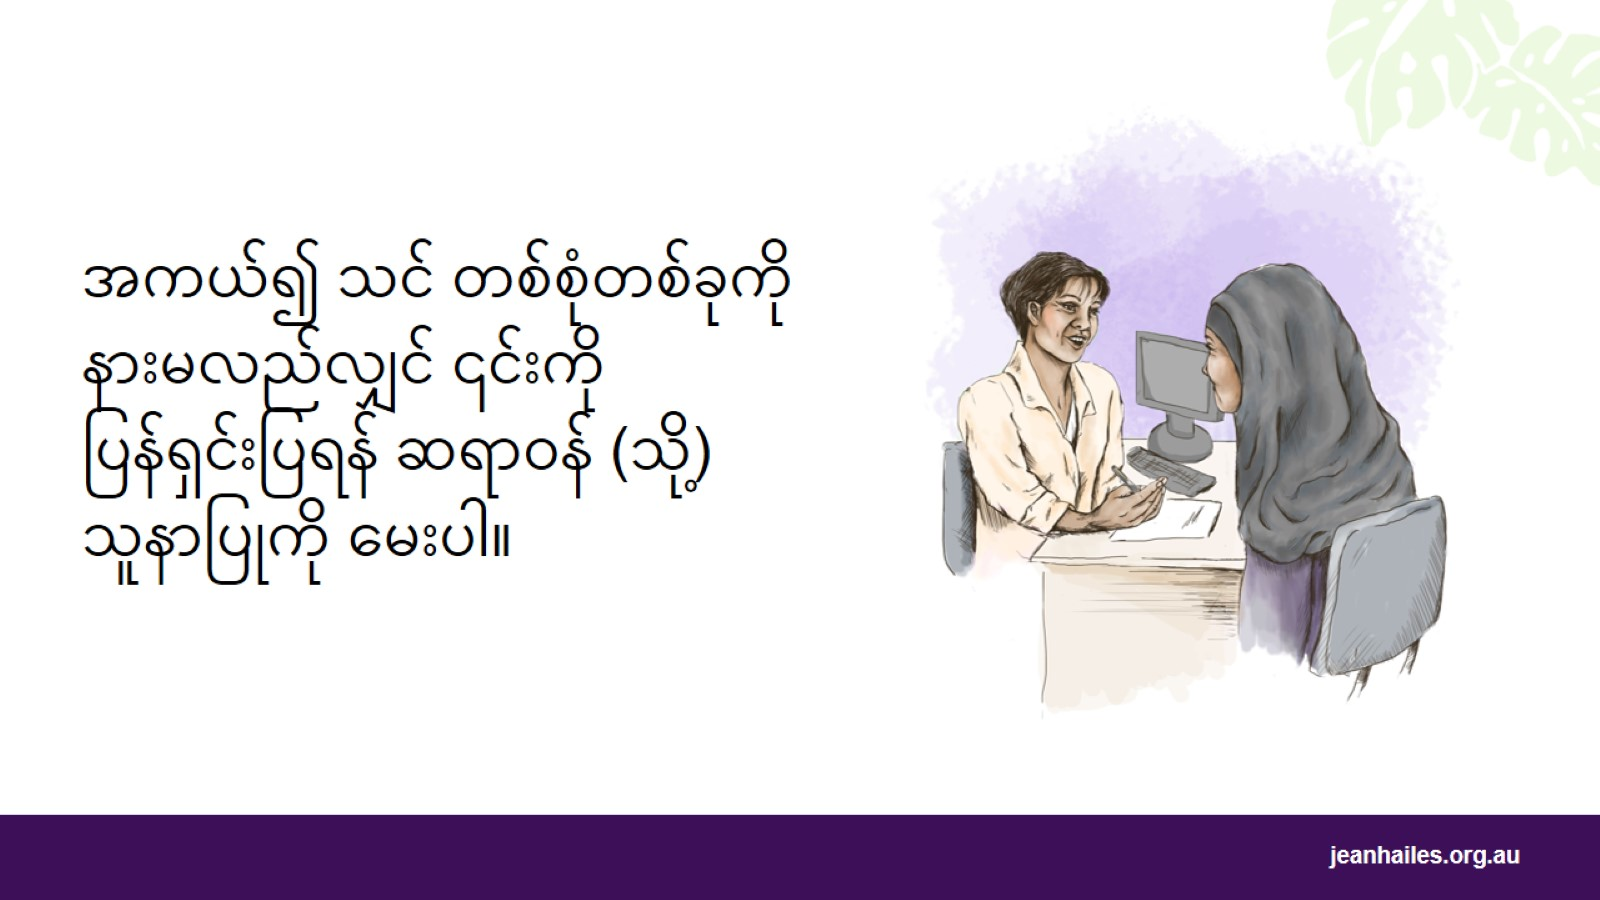 အကယ်၍ သင် တစ်စုံတစ်ခုကို
နားမလည်လျှင် ၎င်းကို
ပြန်ရှင်းပြရန် ဆရာဝန် (သို့)
သူနာပြုကို မေးပါ။
jeanhailes.org.au